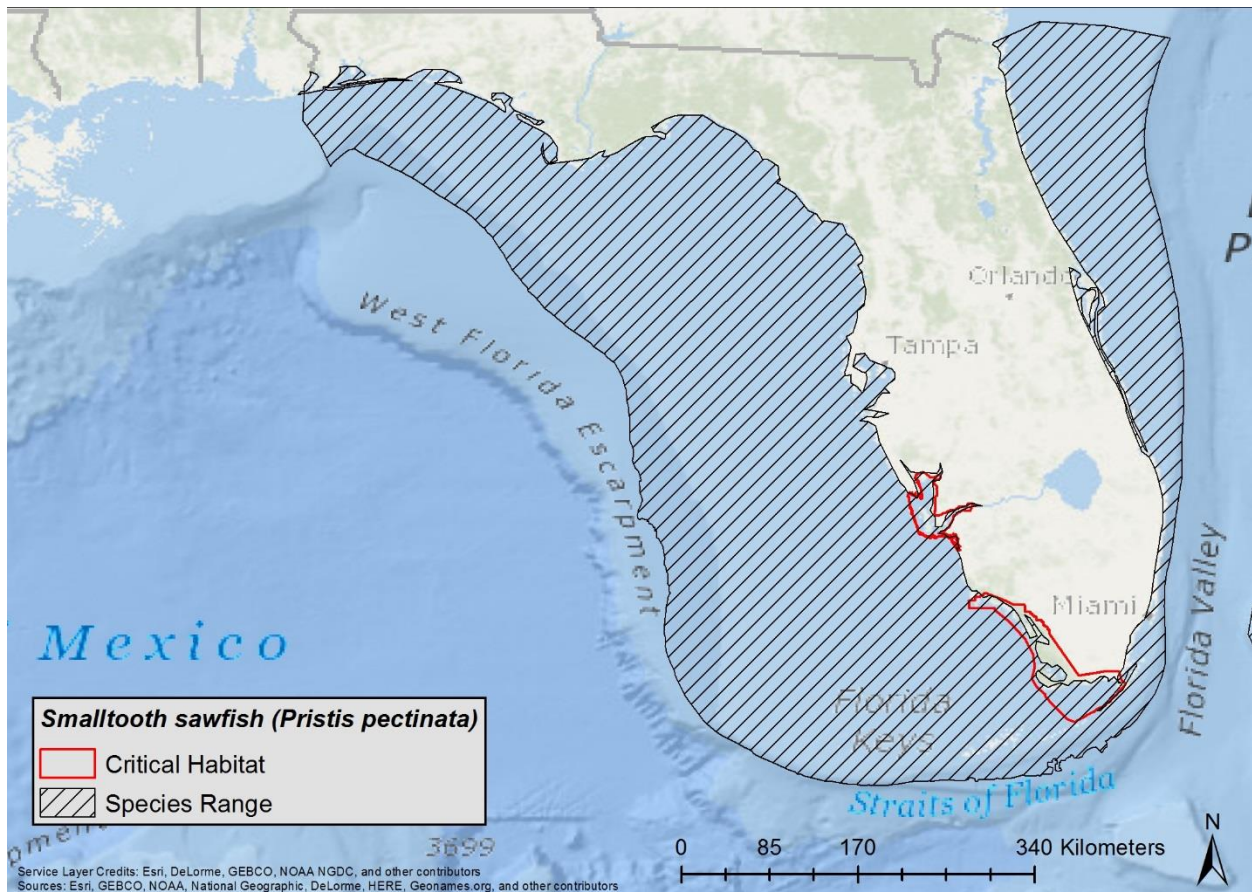 Orlando
Tampa
West Florida Escarpment
Florida Valley
Miami
Mexico
Florida
Keys
Straits of Florida
Smalltooth sawfish (Pristis pectinata)
Critical Habitat
Species Range
3699
0 85 170 340 Kilometers
N
Service Layer Credits: Esri, DeLorme, GEBCO, NOAA NGDC, and other contributors
Sources: Esri, GEBCO, NOAA, National Geographic, DeLorme, HERE, Geonames.org, and other contributors